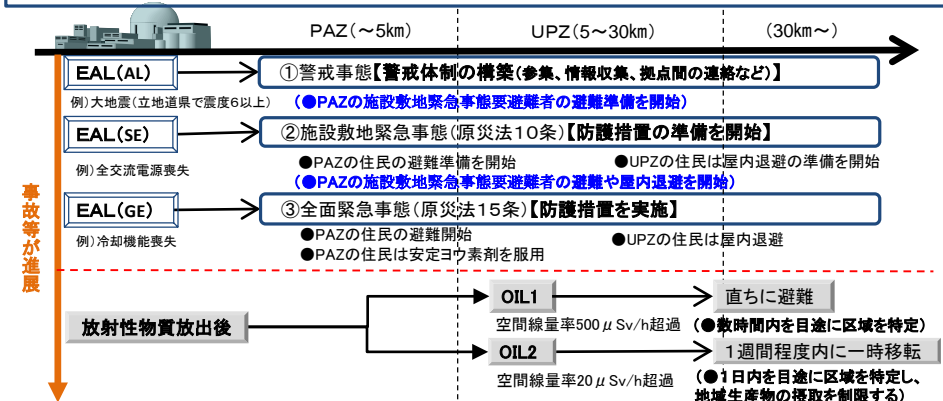 PAZ(～5km)
UPZ(5～30km)
(30km～)
EAL(AL)
①警戒事態【警戒体制の構築(参集、情報収集、拠点間の連絡など)】
例)大地震(立地道県で震度6以上)
(●PAZの施設敷地緊急事態要避難者の避難準備を開始)
EAL(SE)
②施設敷地緊急事態(原災法10条)【防護措置の準備を開始】
例)全交流電源喪失
●PAZの住民の避難準備を開始
●UPZの住民は屋内退避の準備を開始
(●PAZの施設敷地緊急事態要避難者の避難や屋内退避を開始)
EAL(GE)
③全面緊急事態(原災法15条)【防護措置を実施】
例)冷却機能喪失
●PAZの住民の避難開始
●UPZの住民は屋内退避
●PAZの住民は安定ヨウ素剤を服用
事故等が進展
放射性物質放出後
OIL1
直ちに避難
空間線量率500μSv/h超過
(●数時間内を目途に区域を特定)
OIL2
1週間程度内に一時移転
空間線量率20μSv/h超過
(●1日内を目途に区域を特定し、
地域生産物の摂取を制限する)